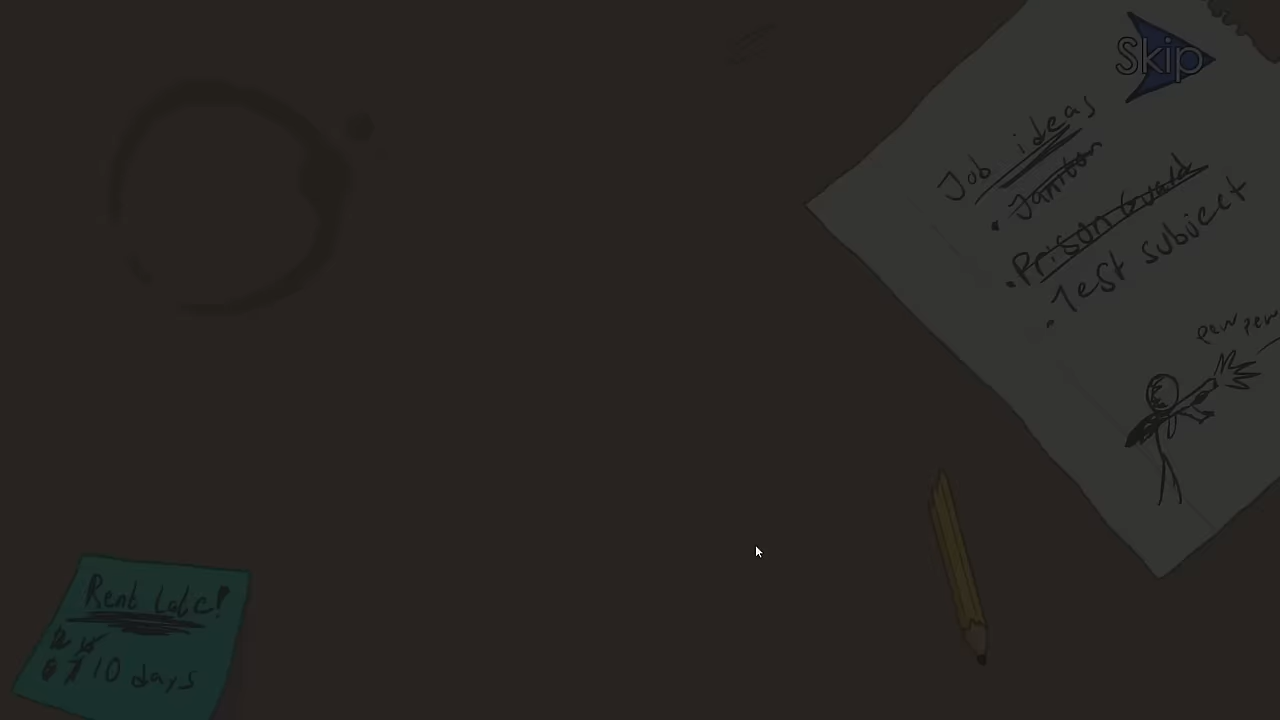 Skip
Job ideas
• Janitor
• Prison Guard
• Test subject
pew pew
Rent Late!
10 days